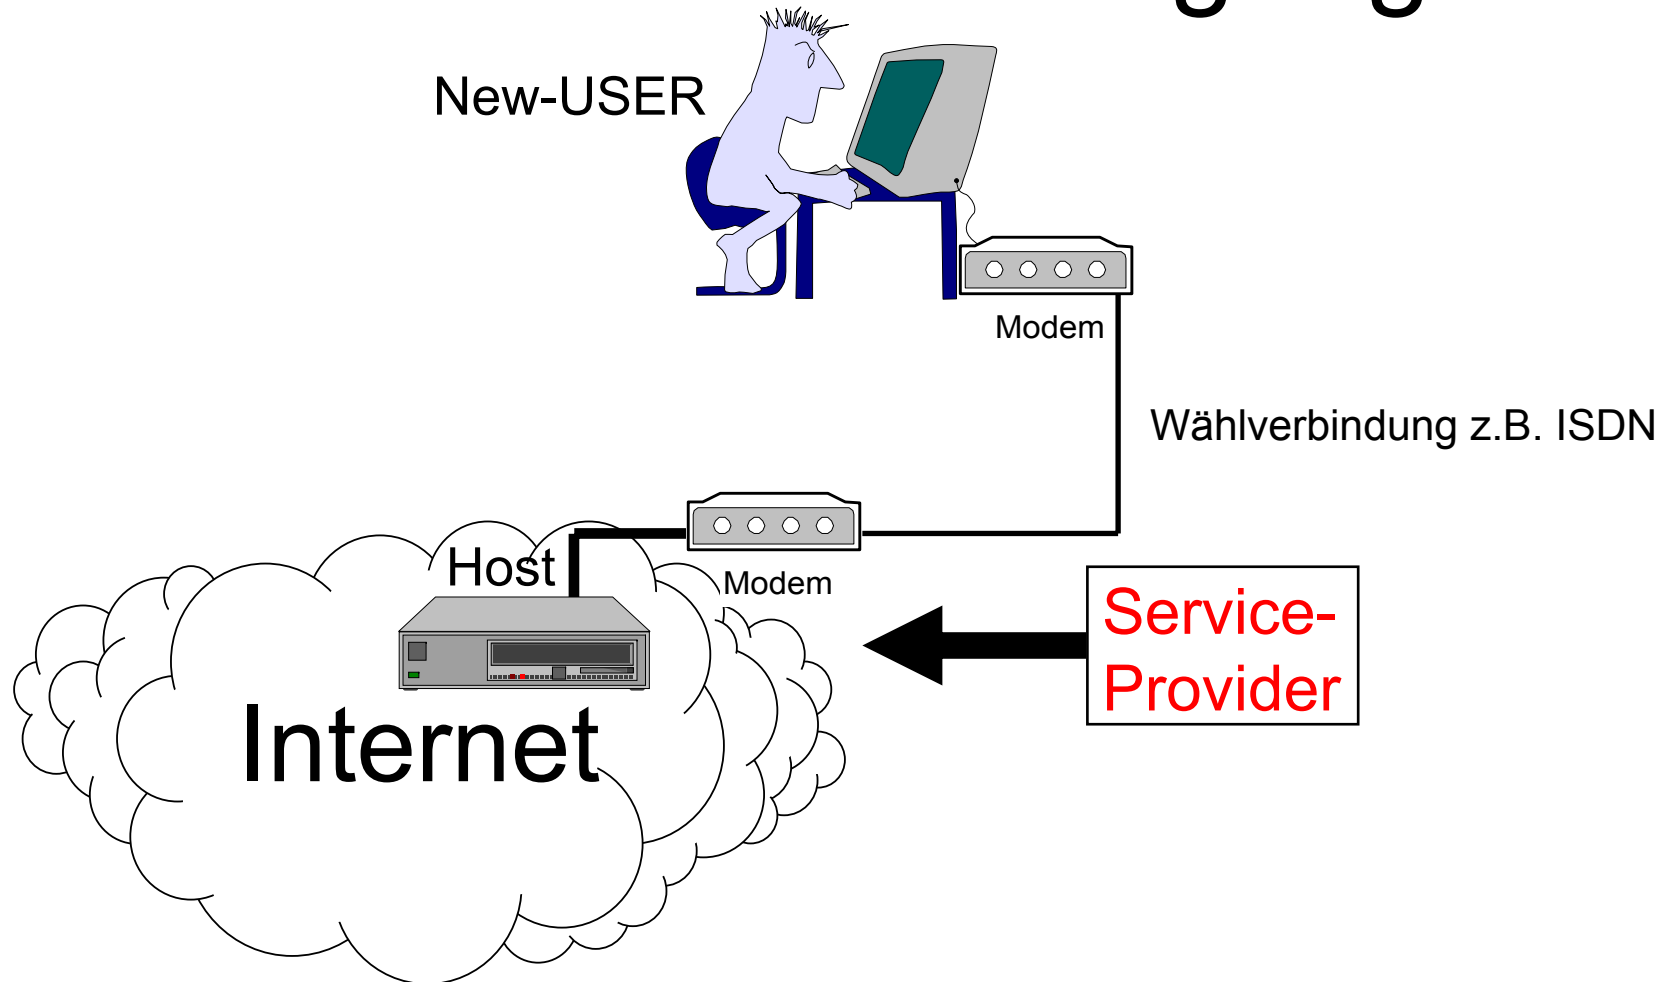 New-USER
Modem
Wählverbindung z.B. ISDN
Host
Modem
Service-
Provider
Internet